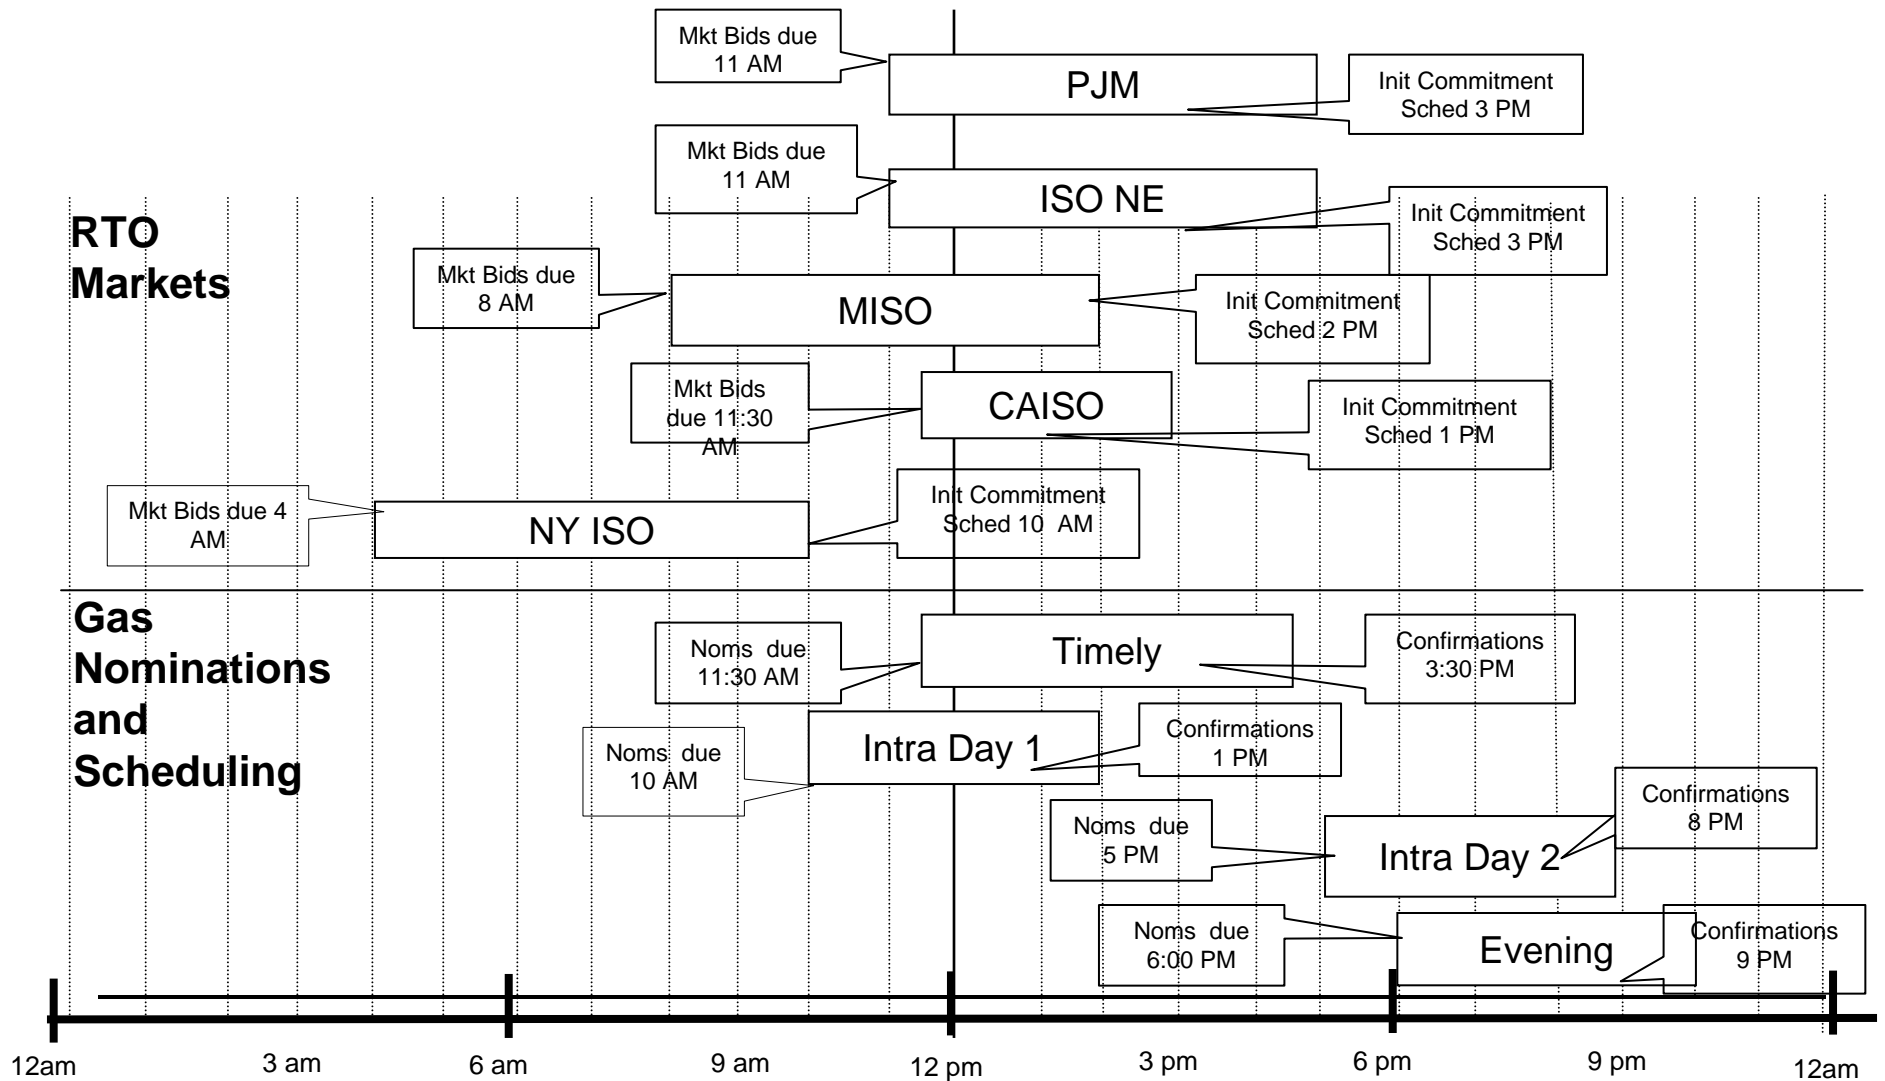 Mkt Bids due
11 AM
PJM
Init Commitment
Sched 3 PM
Mkt Bids due
11 AM
ISO NE
Init Commitment
Sched 3 PM
RTO
Markets
Mkt Bids due
8 AM
MISO
Init Commitment
Sched 2 PM
Mkt Bids
due 11:30
AM
CAISO
Init Commitment
Sched 1 PM
Mkt Bids due 4
AM
NY ISO
Init Commitment
Sched 10 AM
Gas
Nominations
and
Scheduling
Noms due
11:30 AM
Timely
Confirmations
3:30 PM
Noms due
10 AM
Intra Day 1
Confirmations
1 PM
Noms due
5 PM
Intra Day 2
Confirmations
8 PM
Noms due
6:00 PM
Evening
Confirmations
9 PM
12am
3 am
6 am
9 am
12 pm
3 pm
6 pm
9 pm
12am